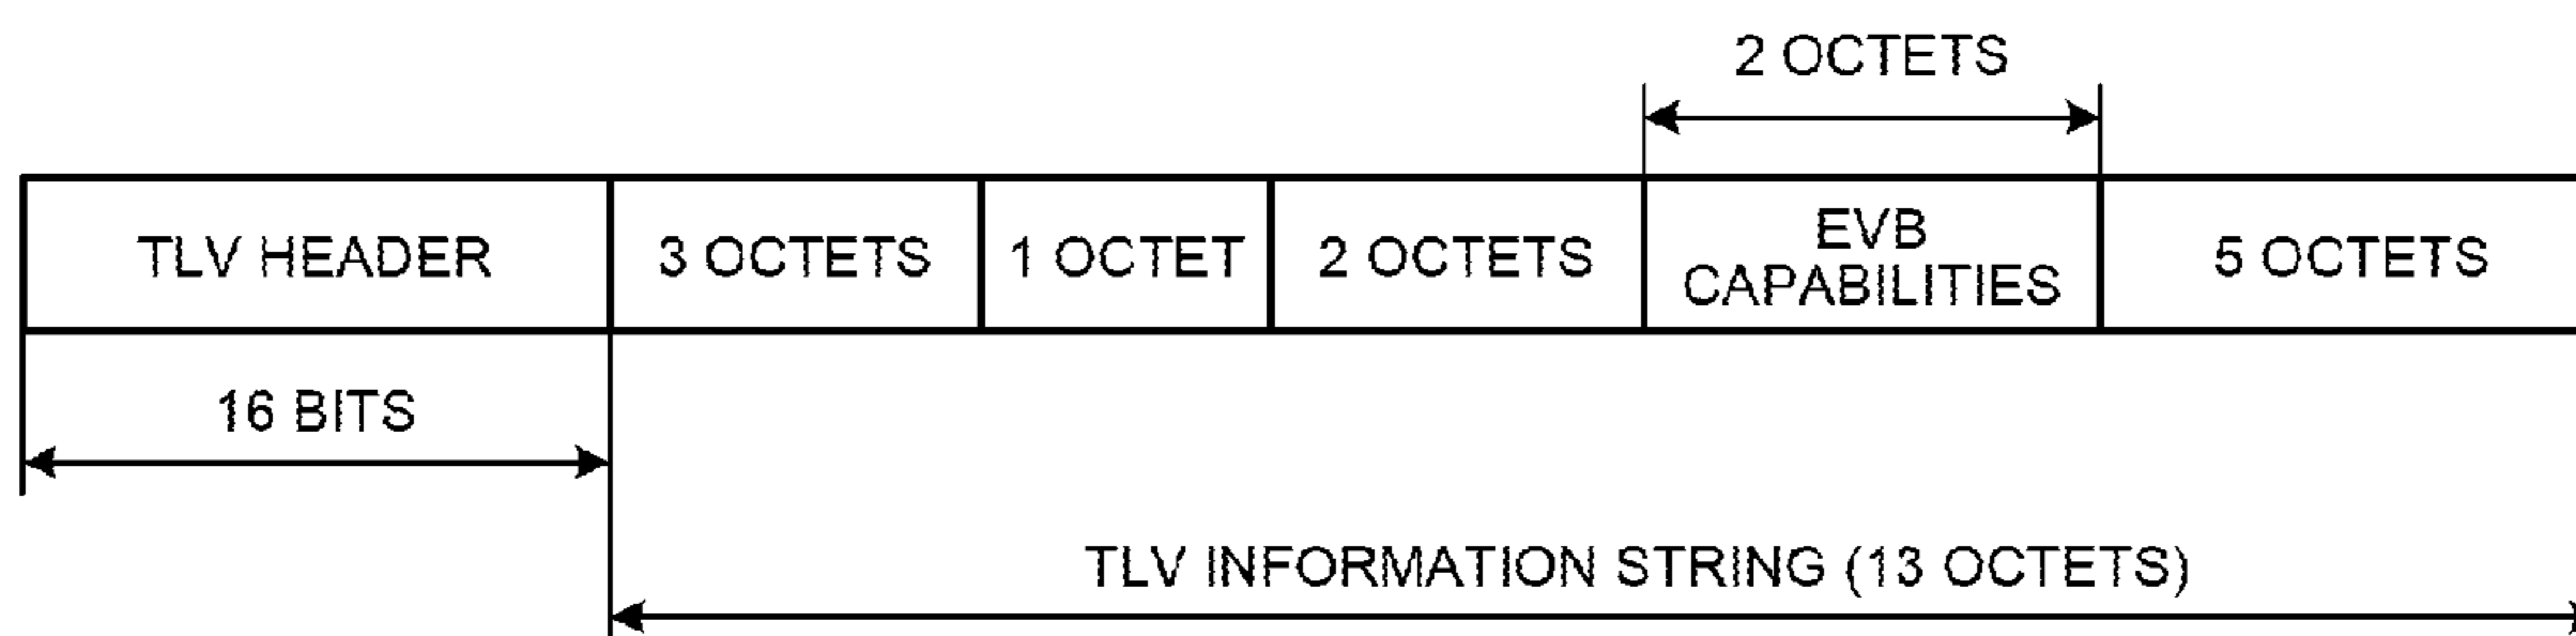 2 OCTETS
TLV HEADER
3 OCTETS
1 OCTET
2 OCTETS
EVB
CAPABILITIES
5 OCTETS
16 BITS
TLV INFORMATION STRING (13 OCTETS)